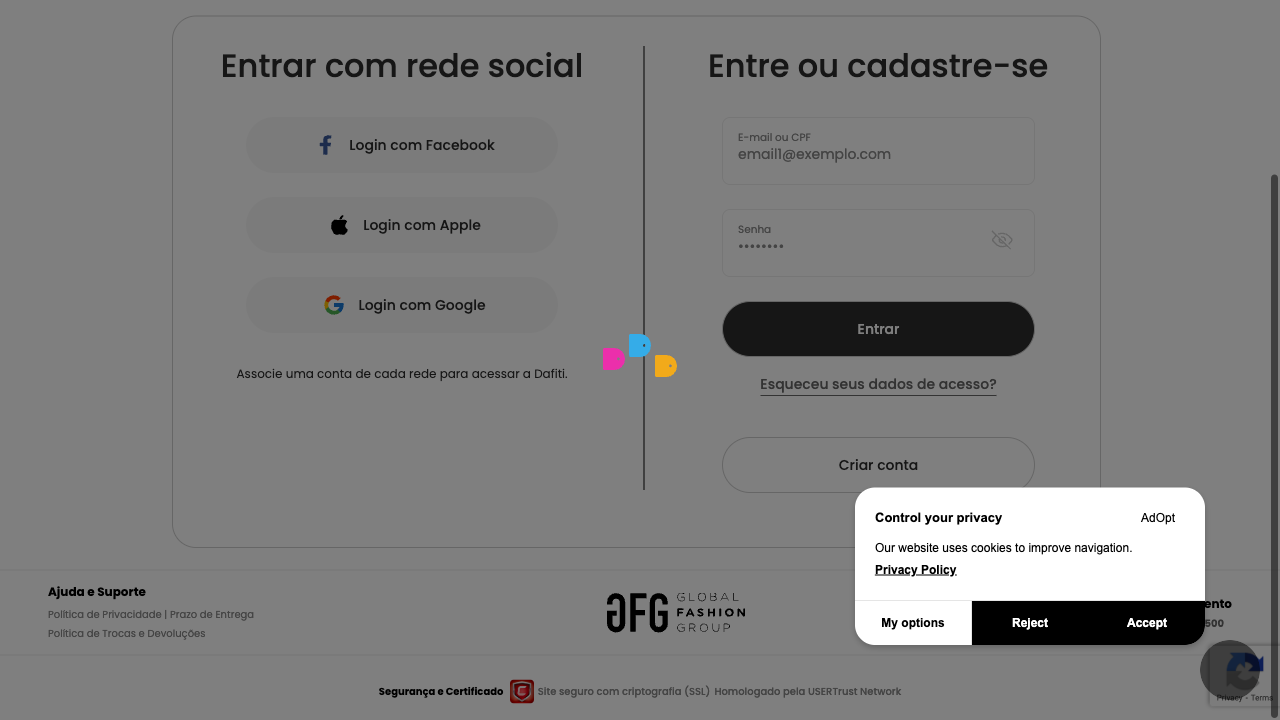 Entrar com rede social
Login com Facebook
Login com Apple
Login com Google
Associe uma conta de cada rede para acessar a Dafiti.
Entre ou cadastre-se
E-mail ou CPF
email1@exemplo.com
Senha
••••••••
Entrar
Esqueceu seus dados de acesso?
Criar conta
Control your privacy
AdOpt
Our website uses cookies to improve navigation.
Privacy Policy
My options
Reject
Accept
Ajuda e Suporte
Política de Privacidade | Prazo de Entrega
Política de Trocas e Devoluções
GFG GLOBAL
FASHION
GROUP
ento
500
Segurança e Certificado Site seguro com criptografia (SSL) Homologado pela USERTrust Network
Privacy - Terms